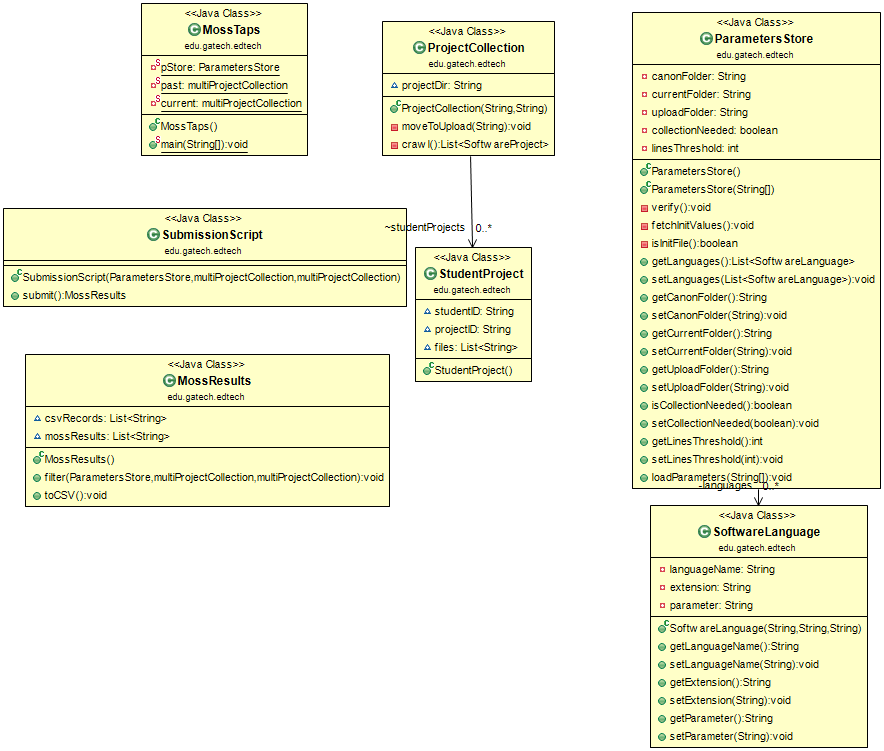 <<Java Class>>
MossTaps
edu.gatech.edtech
pStore: ParametersStore
past: multiProjectCollection
current: multiProjectCollection
MossTaps()
main(String[]):void
<<Java Class>>
ProjectCollection
edu.gatech.edtech
projectDir: String
ProjectCollection(String,String)
moveToUpload(String):void
crawl():List<SoftwareProject>
<<Java Class>>
ParametersStore
edu.gatech.edtech
canonFolder: String
currentFolder: String
uploadFolder: String
collectionNeeded: boolean
linesThreshold: int
ParametersStore()
ParametersStore(String[])
verify():void
fetchInitValues():void
isInitFile():boolean
getLanguages():List<SoftwareLanguage>
setLanguages(List<SoftwareLanguage>):void
getCanonFolder():String
setCanonFolder(String):void
getCurrentFolder():String
setCurrentFolder(String):void
getUploadFolder():String
setUploadFolder(String):void
isCollectionNeeded():boolean
setCollectionNeeded(boolean):void
getLinesThreshold():int
setLinesThreshold(int):void
loadParameters(String[]):void
-languages 0..*
<<Java Class>>
SubmissionScript
edu.gatech.edtech
SubmissionScript(ParametersStore,multiProjectCollection,multiProjectCollection)
submit():MossResults
~studentProjects 0..*
<<Java Class>>
StudentProject
edu.gatech.edtech
studentID: String
projectID: String
files: List<String>
StudentProject()
<<Java Class>>
MossResults
edu.gatech.edtech
csvRecords: List<String>
mossResults: List<String>
MossResults()
filter(ParametersStore,multiProjectCollection,multiProjectCollection):void
toCSV():void
<<Java Class>>
SoftwareLanguage
edu.gatech.edtech
languageName: String
extension: String
parameter: String
SoftwareLanguage(String,String,String)
getLanguageName():String
setLanguageName(String):void
getExtension():String
setExtension(String):void
getParameter():String
setParameter(String):void